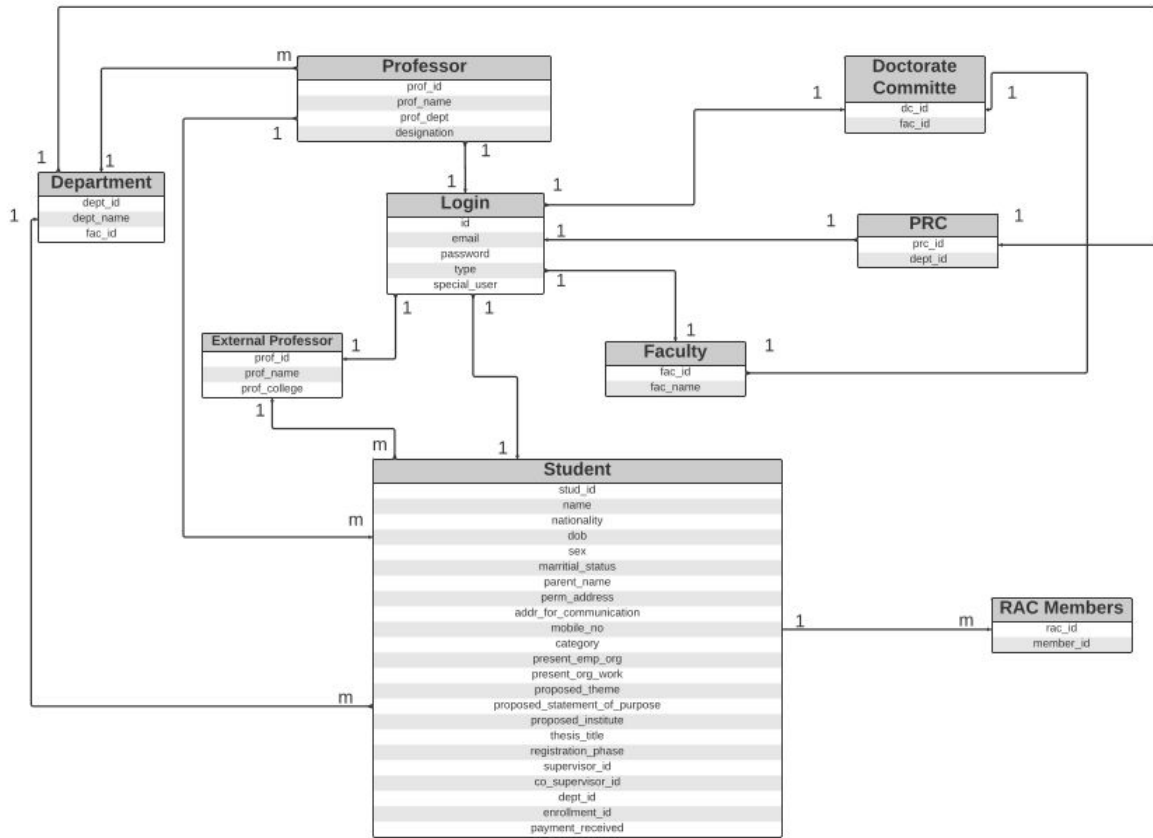 m
Professor
prof_id
prof_name
prof_dept
designation
1
1
1
1
Department
dept_id
dept_name
fac_id
1
1
1
Login
id
email
password
type
special_user
1
1
1
1
1
Doctorate
Committe
dc_id
fac_id
1
1
PRC
prc_id
dept_id
1
1
Faculty
fac_id
fac_name
1
1
External Professor
prof_id
prof_name
prof_college
1
1
m
1
m
m
Student
stud_id
name
nationality
dob
sex
marritial_status
parent_name
perm_address
addr_for_communication
mobile_no
category
present_emp_org
present_org_work
proposed_theme
proposed_statement_of_purpose
proposed_institute
thesis_title
registration_phase
supervisor_id
co_supervisor_id
dept_id
enrollment_id
payment_received
1
m
RAC Members
rac_id
member_id